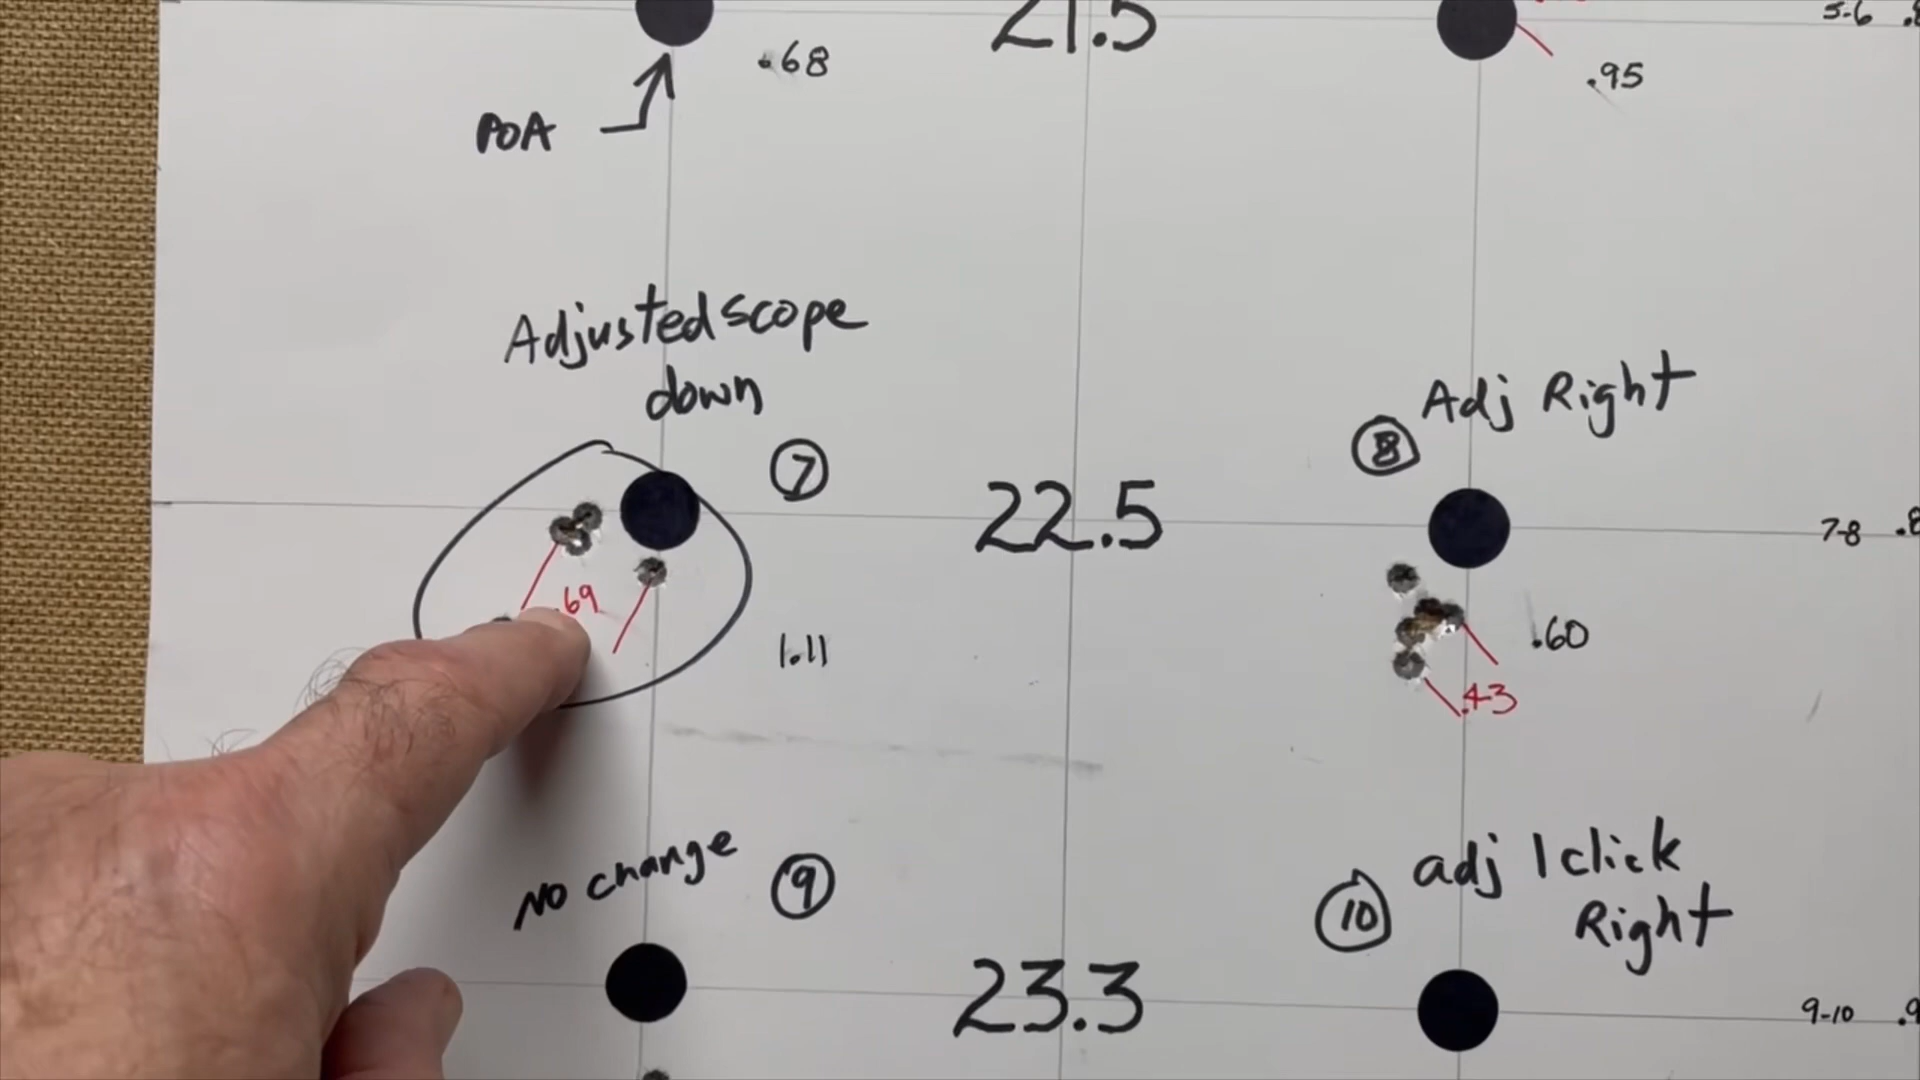 21.5
5-6
.68
.95
POA
Adjusted scope
down
Adj Right
7
8
22.5
7-8
.69
1.11
.60
.43
No change
9
adj 1 click
Right
10
23.3
9-10